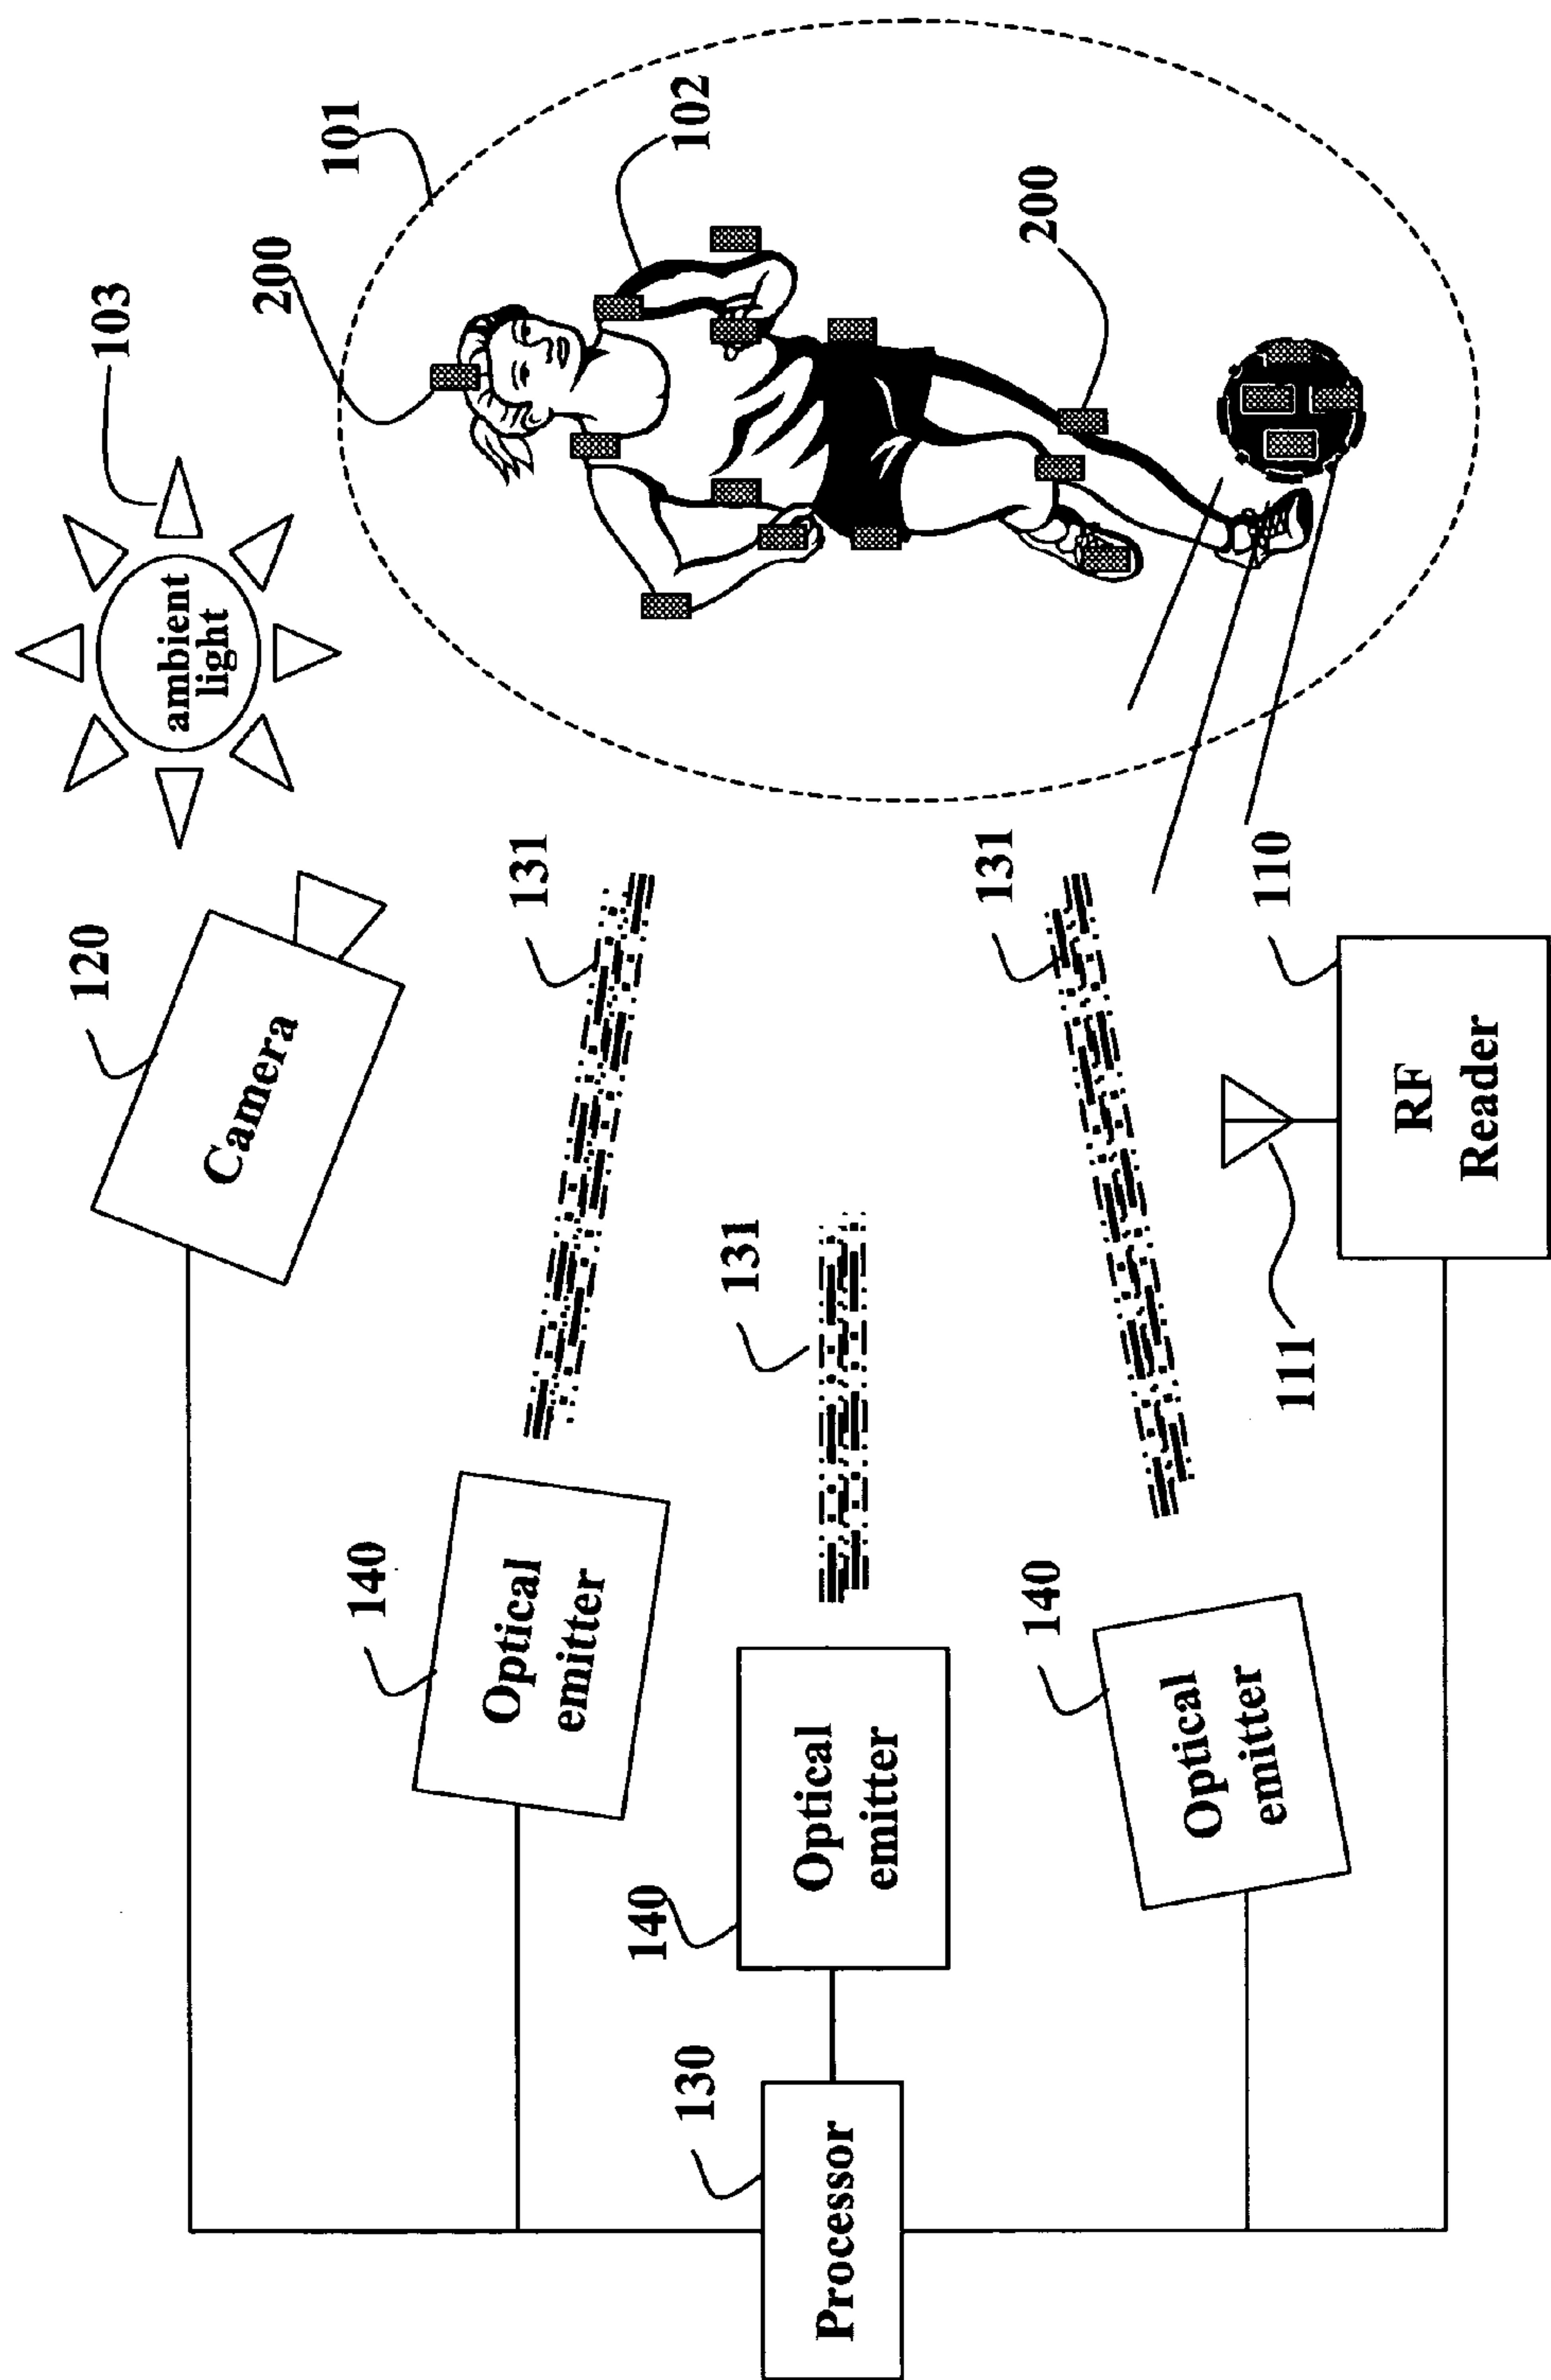 103
ambient
light
101
200
102
200
120
Camera
131
131
131
140
Optical
emitter
140
Optical
emitter
140
Optical
emitter
130
Processor
111
110
RF
Reader